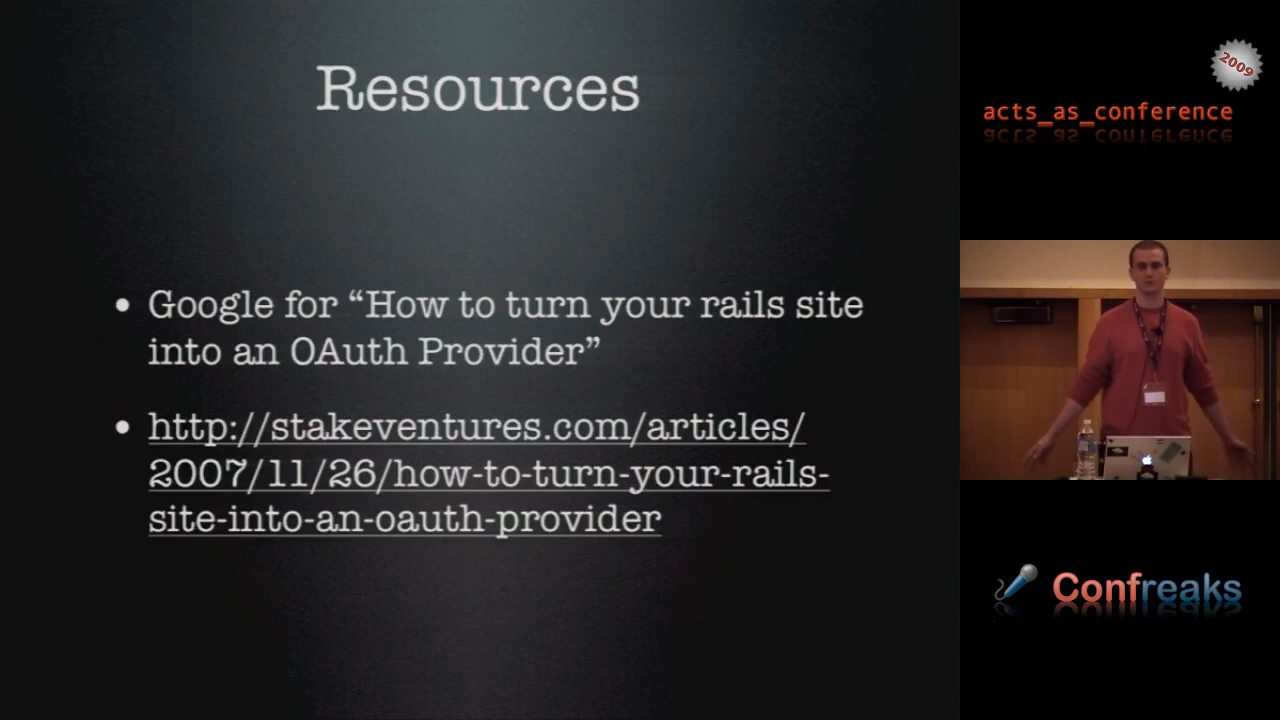 Resources
• Google for “How to turn your rails site
into an OAuth Provider”
• http://stakeventures.com/articles/
2007/11/26/how-to-turn-your-rails-
site-into-an-oauth-provider
2009
acts_as_conference
Confreaks